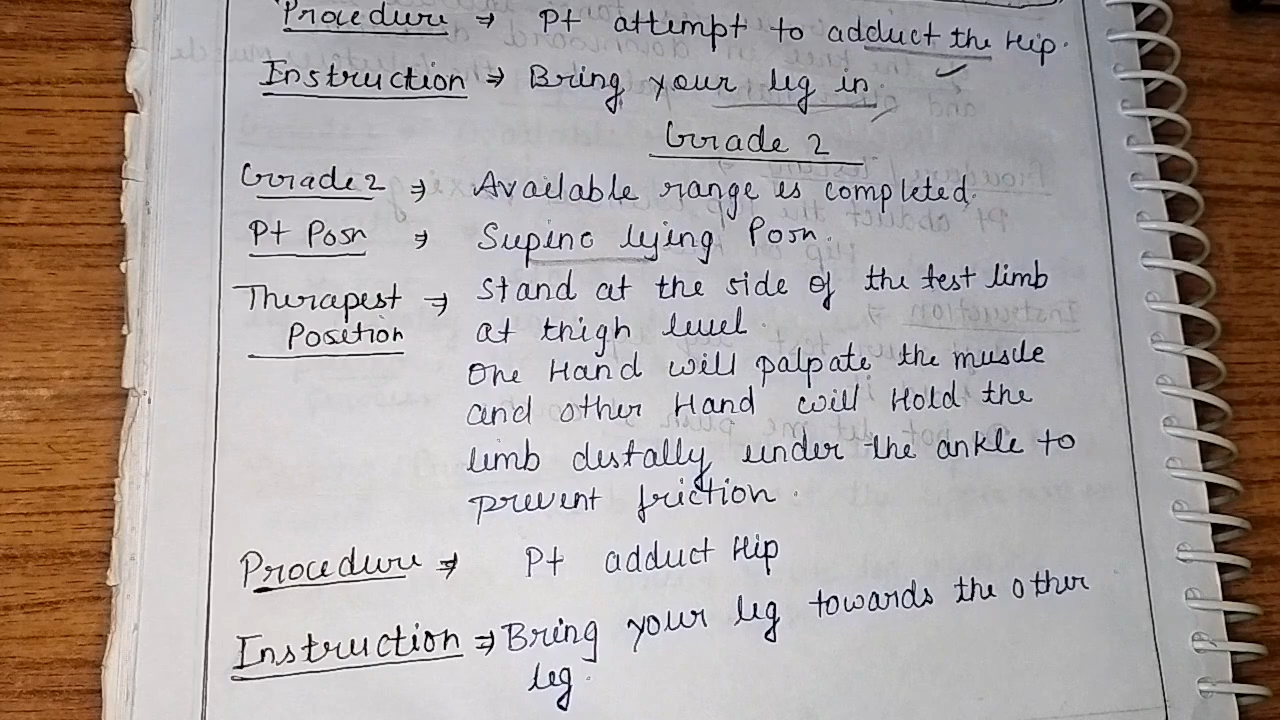 Procedure ⇒ Pt attempt to adduct the Hip.
Instruction ⇒ Bring your leg in.
Grade 2
Grade 2 ⇒ Available range is completed.
Pt Posn ⇒ Supine lying Posn.
Therapist ⇒ Stand at the side of the test limb
Position at thigh level.
One Hand will palpate the muscle
and other Hand will Hold the
limb distally under the ankle to
prevent friction.
Procedure ⇒ Pt adduct Hip
Instruction ⇒ Bring your leg towards the other
leg.